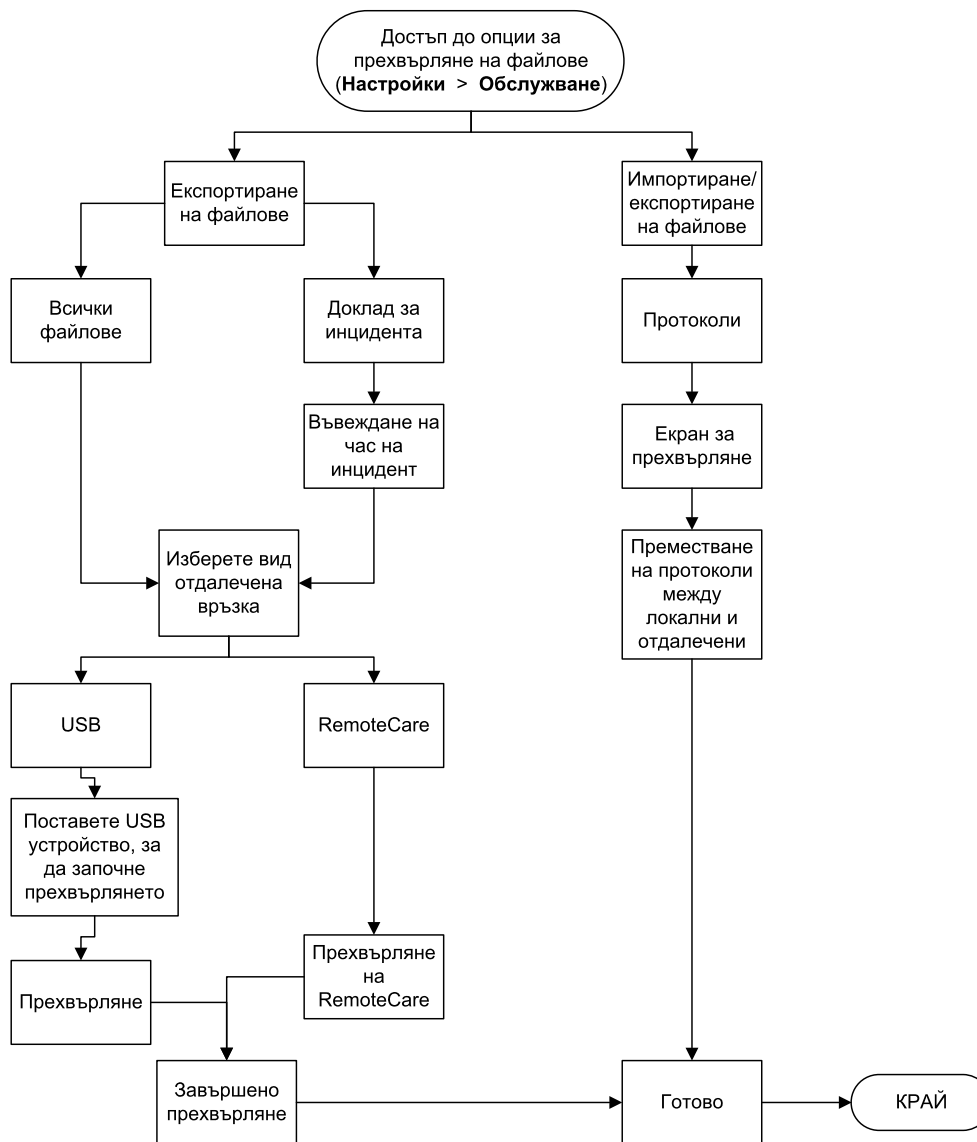 Достъп до опции за
прехвърляне на файлове
(Настройки > Обслужване)
Експортиране
на файлове
Импортиране/
експортиране
на файлове
Всички
файлове
Доклад за
инцидента
Протоколи
Въвеждане на
час на
инцидент
Екран за
прехвърляне
Изберете вид
отдалечена
връзка
Преместване
на протоколи
между
локални и
отдалечени
USB
RemoteCare
Поставете USB
устройство, за
да започне
прехвърлянето
Прехвърляне
Прехвърляне
на
RemoteCare
Завършено
прехвърляне
Готово
КРАЙ